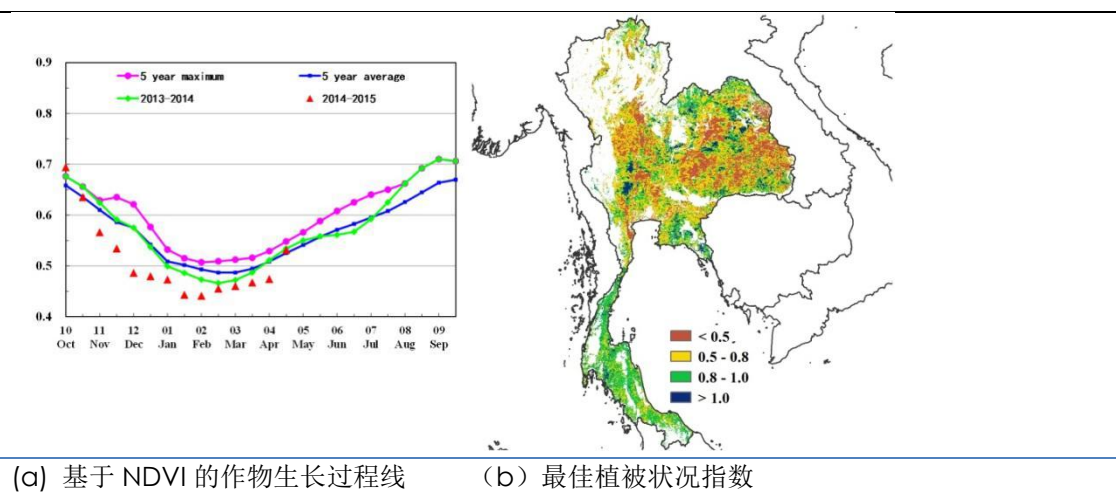 0.9
5 year maximum
5 year average
2013-2014
2014-2015
0.8
0.7
0.6
0.5
0.4
10 11 12 01 02 03 04 05 06 07 08 09
Oct Nov Dec Jan Feb Mar Apr May Jun Jul Aug Sep
< 0.5
0.5 - 0.8
0.8 - 1.0
> 1.0
(a) 基于 NDVI 的作物生长过程线
(b)最佳植被状况指数